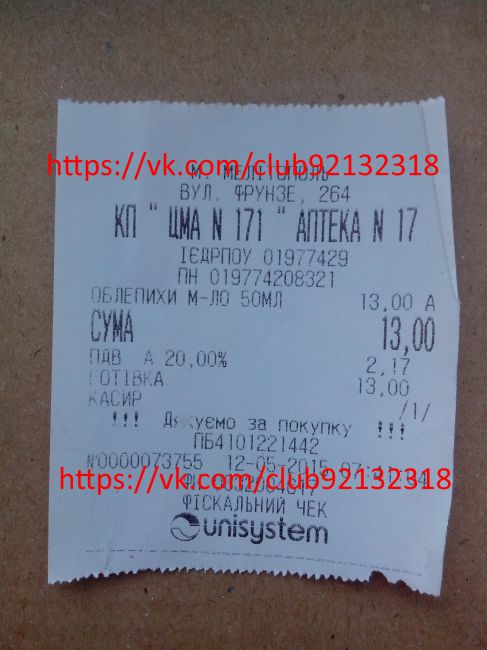 https://vk.com/club92132318
М. МЕЛІТОПОЛЬ
ВУЛ. ФРУНЗЕ, 264
КП " ЦМА N 171 " АПТЕКА N 17
ІЄДРПОУ 01977429
ПН 019774208321
ОБЛЕПИХИ М-ЛО 50МЛ 13,00 А
СУМА 13,00
ПДВ А 20,00% 2,17
ГОТІВКА 13,00
КАСИР /1/
!!! Дякуємо за покупку !!!
ПБ4101221442
№0000073755 12-05-2015
https://vk.com/club92132318
ФІСКАЛЬНИЙ ЧЕК
unisystem